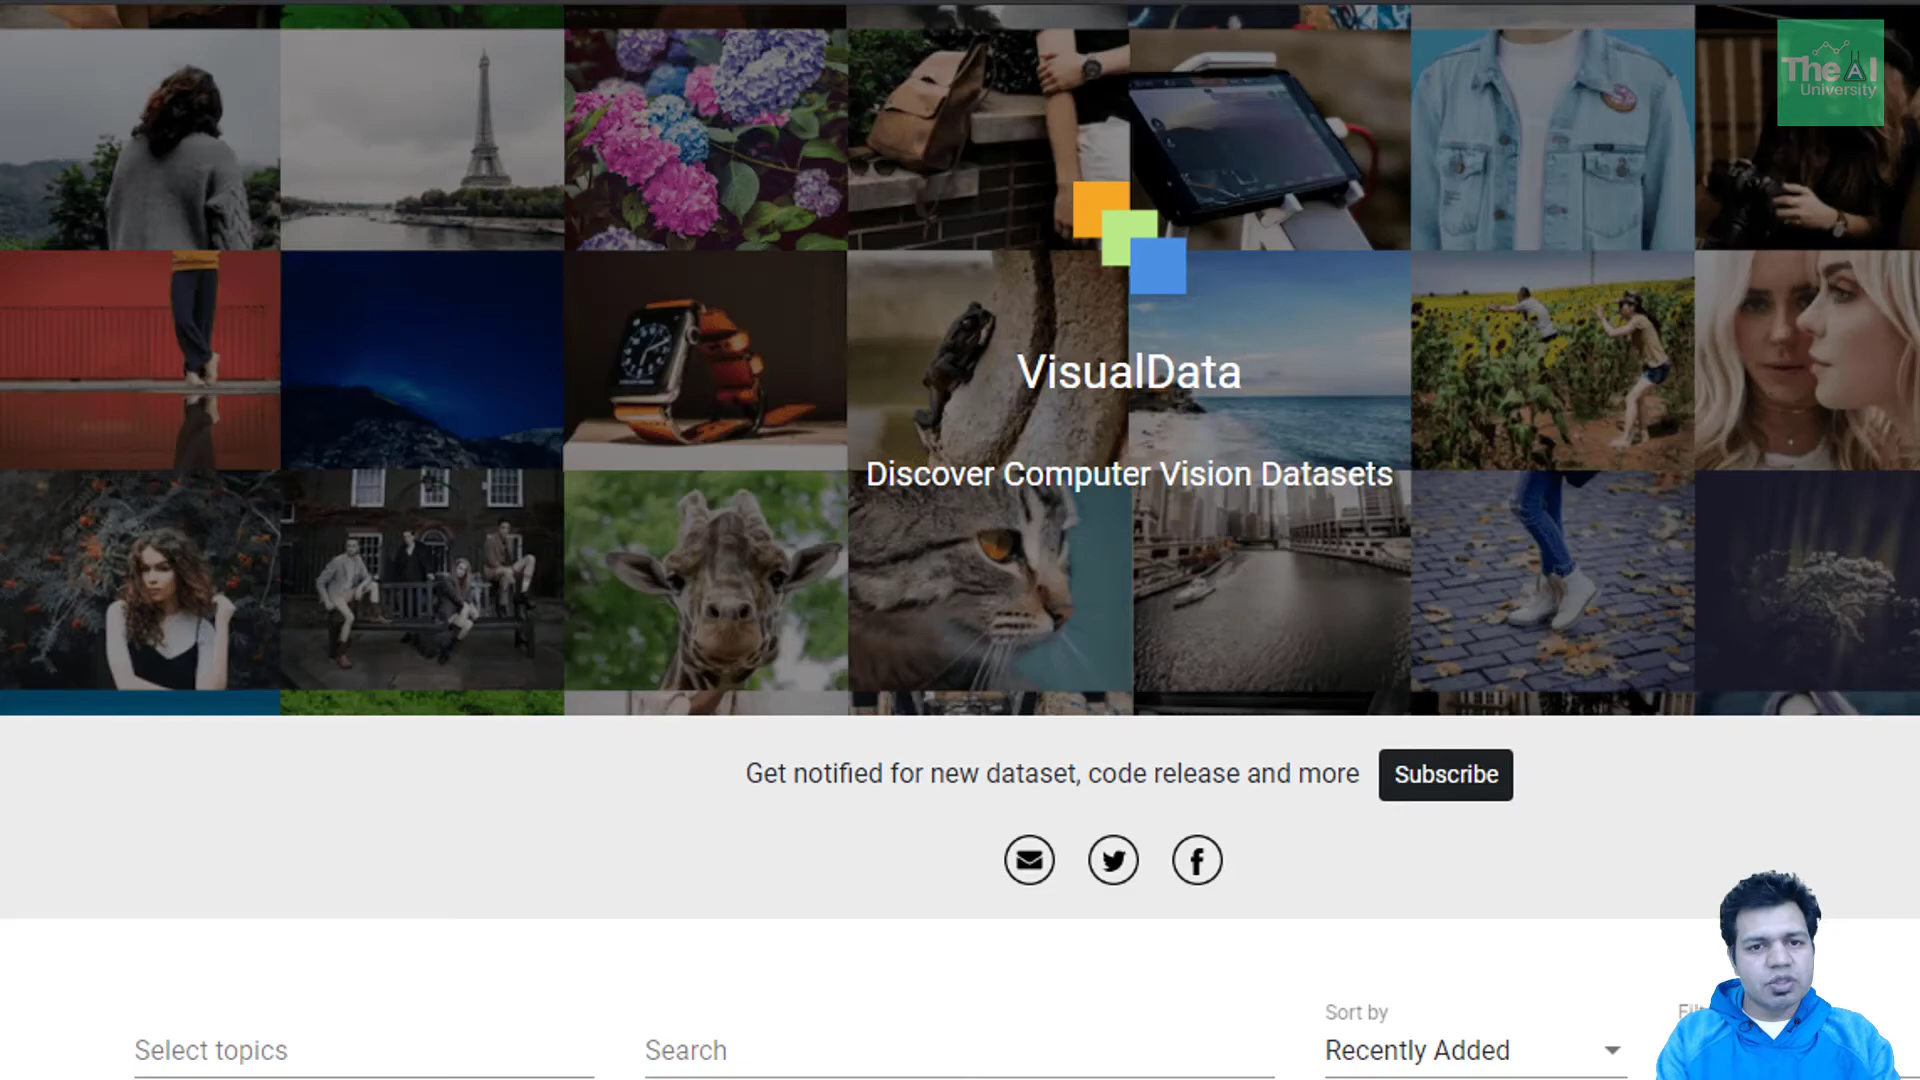 The AI
University
VisualData
Discover Computer Vision Datasets
Get notified for new dataset, code release and more
Subscribe
Sort by
Select topics
Search
Recently Added